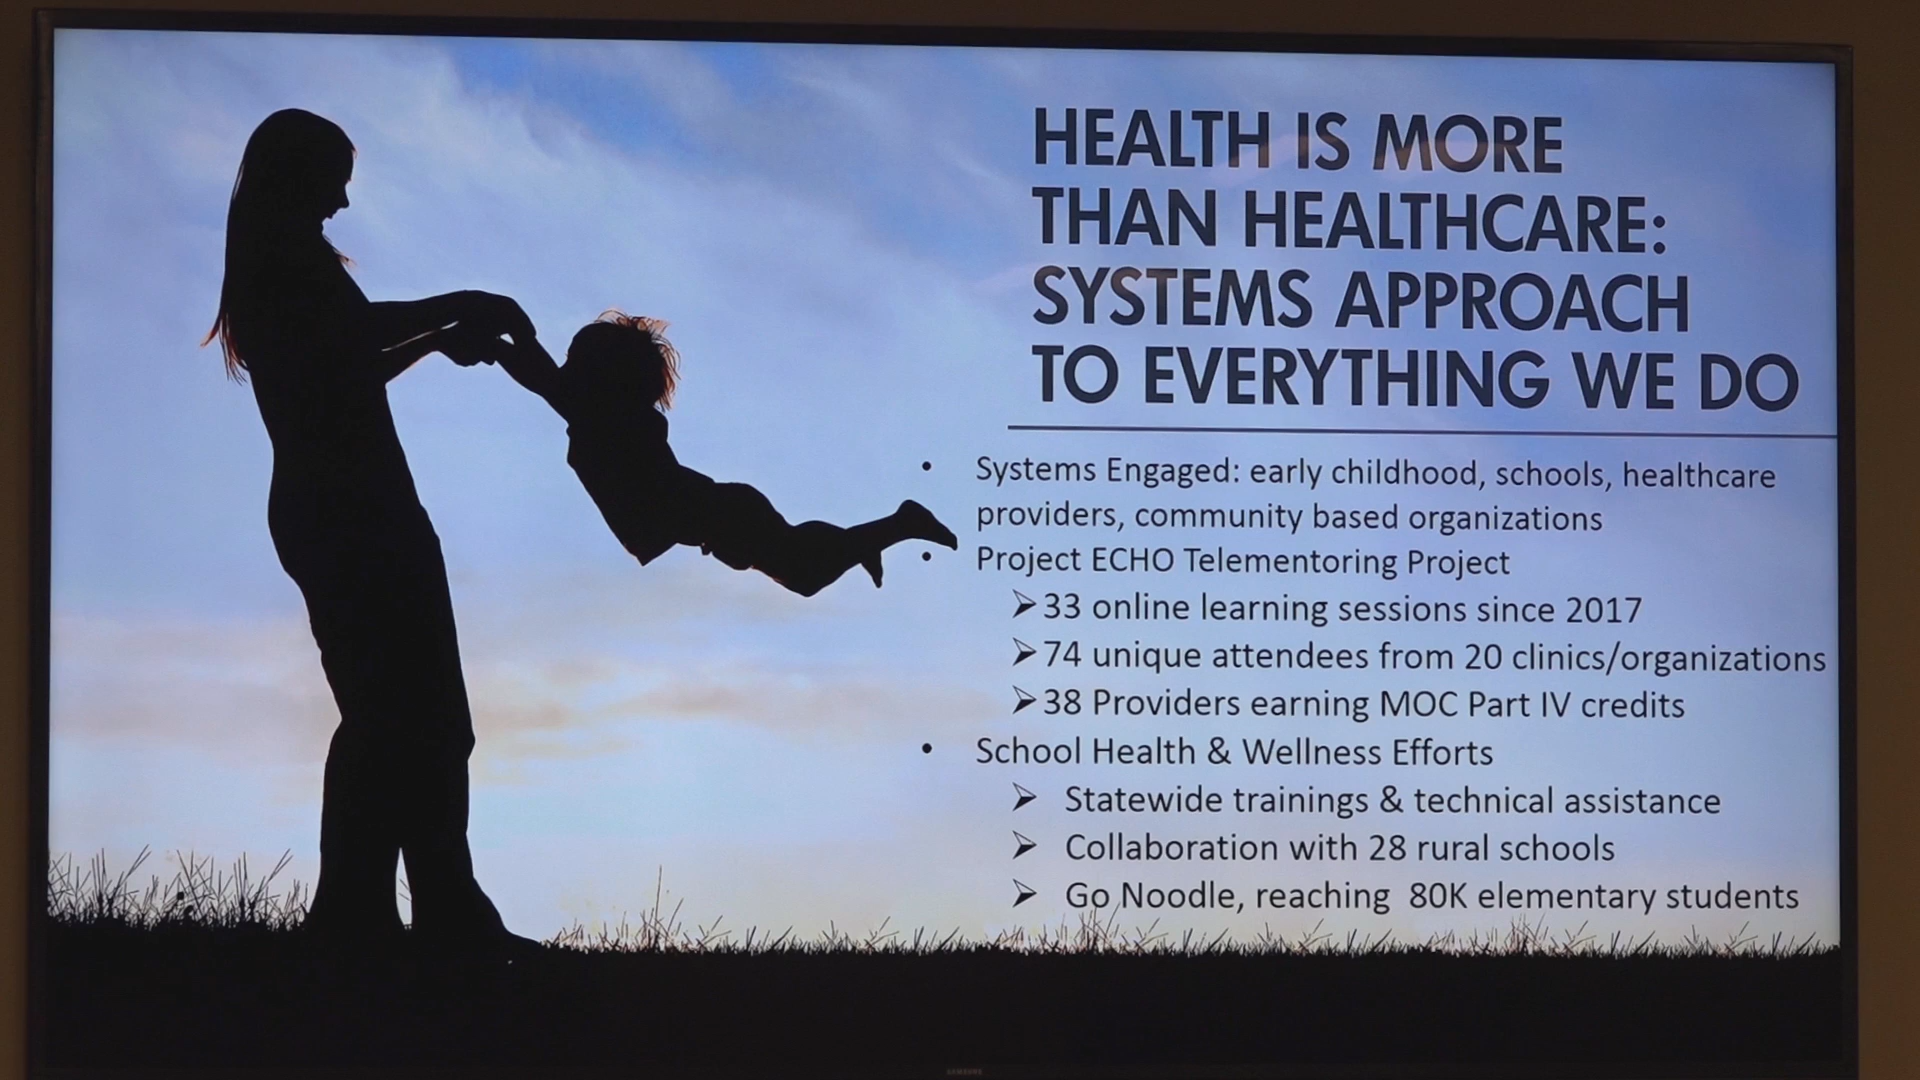 HEALTH IS MORE
THAN HEALTHCARE:
SYSTEMS APPROACH
TO EVERYTHING WE DO
• Systems Engaged: early childhood, schools, healthcare
providers, community based organizations
• Project ECHO Telementoring Project
➢33 online learning sessions since 2017
➢74 unique attendees from 20 clinics/organizations
➢38 Providers earning MOC Part IV credits
• School Health & Wellness Efforts
➢ Statewide trainings & technical assistance
➢ Collaboration with 28 rural schools
➢ Go Noodle, reaching 80K elementary students
SAMSUNG